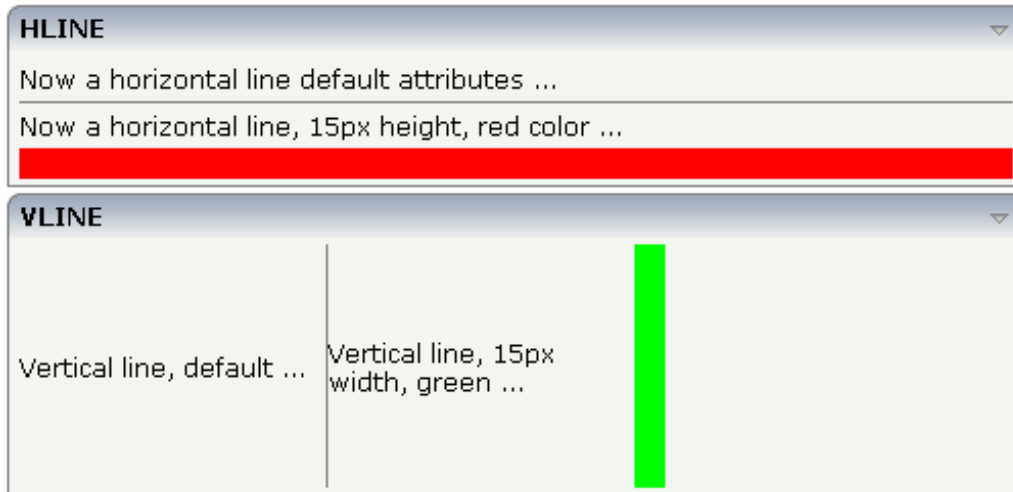 HLINE
Now a horizontal line default attributes ...
Now a horizontal line, 15px height, red color ...
VLINE
Vertical line, default ...
Vertical line, 15px
width, green ...